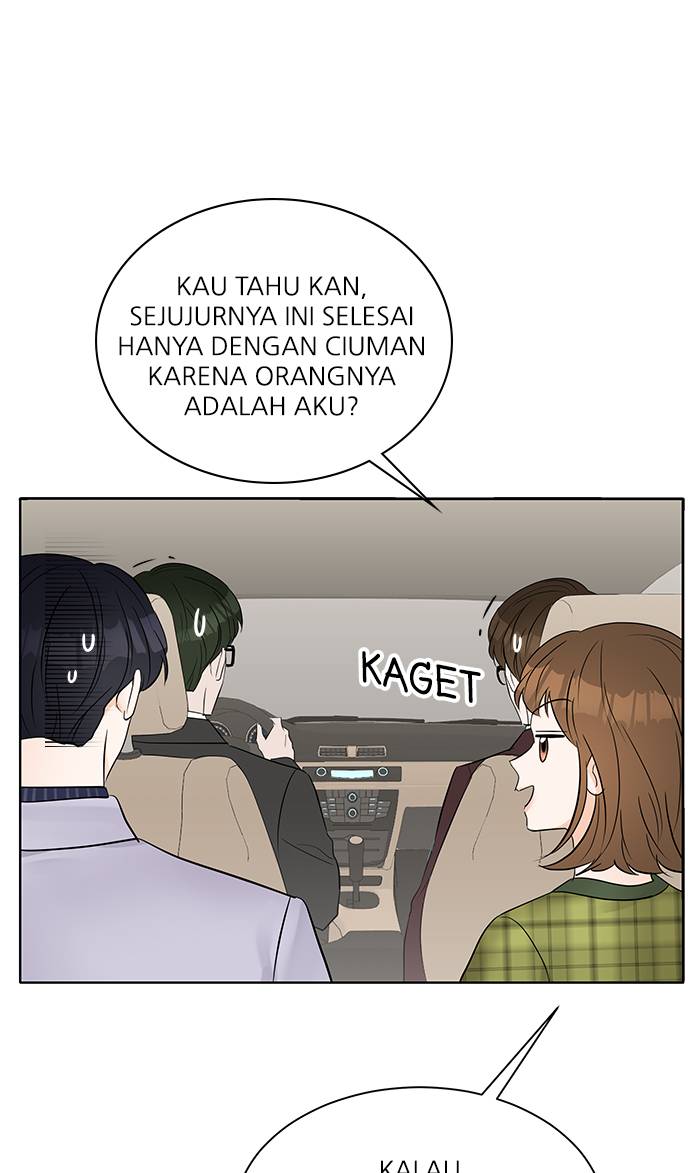 KAU TAHU KAN,
SEJUJURNYA INI SELESAI
HANYA DENGAN CIUMAN
KARENA ORANGNYA
ADALAH AKU?
KAGET
KALAU